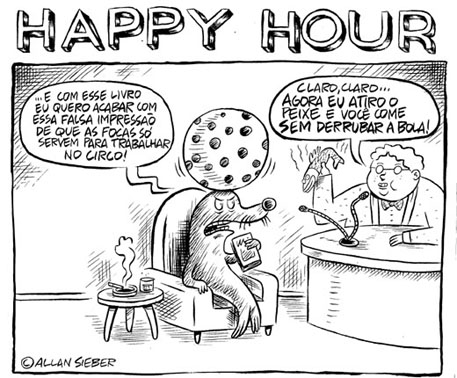 HAPPY HOUR
...E COM ESSE LIVRO
EU QUERO ACABAR COM
ESSA FALSA IMPRESSÃO
DE QUE AS FOCAS SÓ
SERVEM PARA TRABALHAR
NO CIRCO!
CLARO, CLARO...
AGORA EU ATIRO O
PEIXE E VOCÊ COME
SEM DERRUBAR A BOLA!
©ALLAN SIEBER